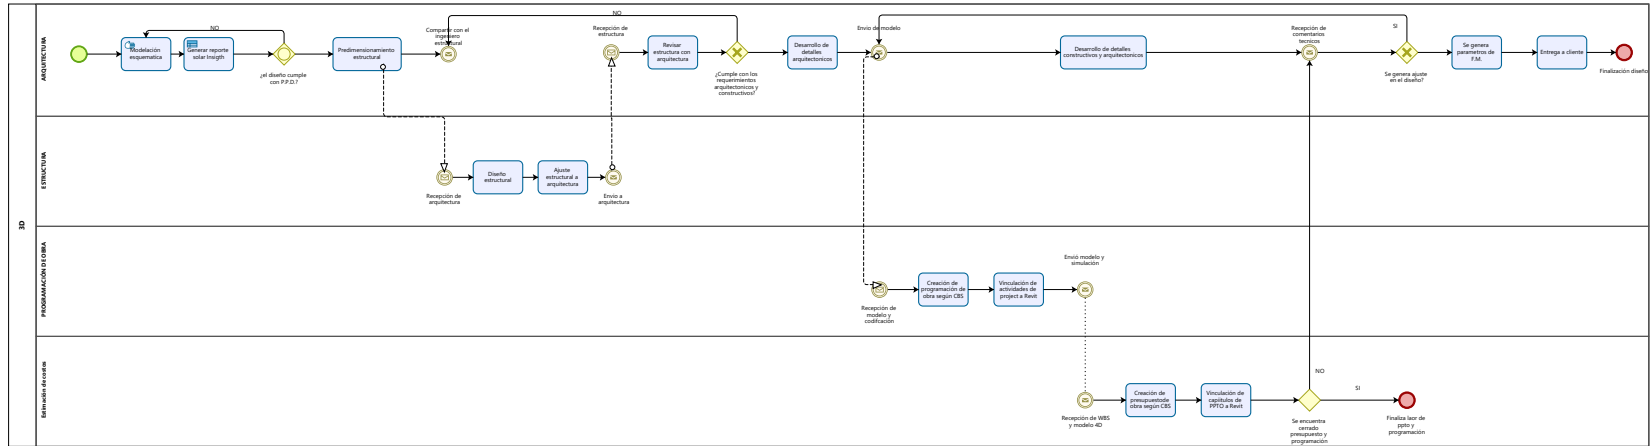 3D
ARQUITECTURA
NO
Modelación
esquematica
Generar reporte
solar Insigth
¿el diseño cumple
con P.P.D.?
Predimensionamiento
estructural
Compartir con el
ingeniero
estructural
NO
Recepción de
estructura
Revisar
estructura con
arquitectura
¿Cumple con los
requerimientos
arquitectonicos y
constructivos?
Desarrollo de
detalles
arquitectonicos
Envio de modelo
Desarrollo de detalles
constructivos y arquitectonicos
Recepción de
comentarios
tecnicos
SI
Se genera ajuste
en el diseño?
Se genera
parametros de
F.M.
Entrega a cliente
Finalización diseño
ESTRUCTURA
Recepción de
arquitectura
Diseño
estructural
Ajuste
estructural a
arquitectura
Envio a
arquitectura
PROGRAMACIÓN DE OBRA
Recepción de
modelo y
codifcación
Creación de
programación de
obra según CBS
Vinculación de
actividades de
project a Revit
Envió modelo y
simulación
Estimación de costos
Recepción de WBS
y modelo 4D
Creación de
presupuestode
obra según CBS
Vinculación de
capitulos de
PPTO a Revit
NO
SI
Se encuentra
cerrado
presupuesto y
programación
Finaliza laor de
ppto y
programación